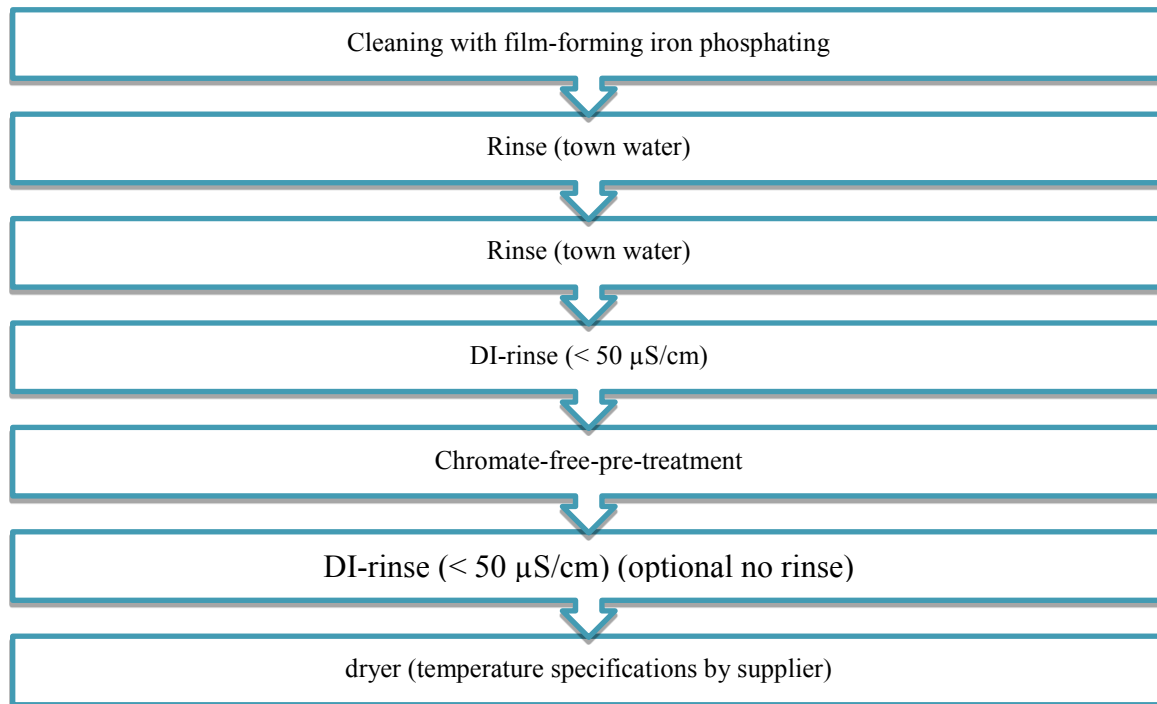 Cleaning with film-forming iron phosphating
Rinse (town water)
Rinse (town water)
DI-rinse (< 50 µS/cm)
Chromate-free-pre-treatment
DI-rinse (< 50 µS/cm) (optional no rinse)
dryer (temperature specifications by supplier)